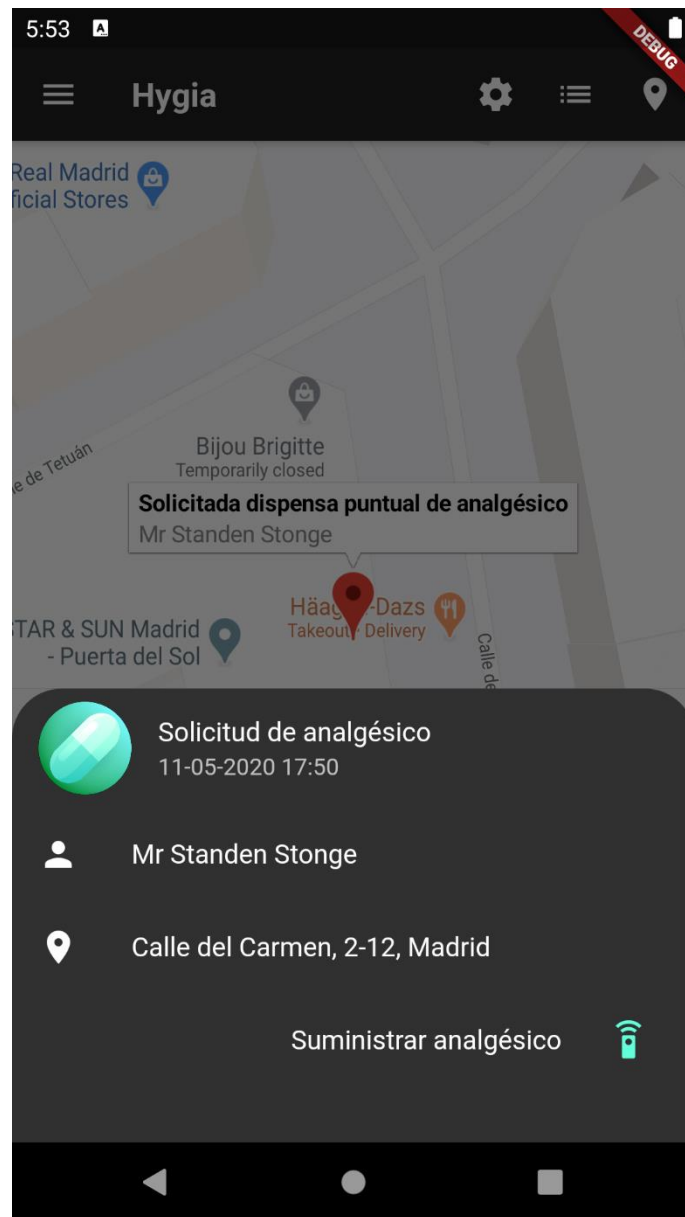 5:53 A
DEBUG
Hygia
Real Madrid
ficial Stores
e de Tetuán
Bijou Brigitte
Temporarily closed
Solicitada dispensa puntual de analgésico
Mr Standen Stonge
Häag -Dazs
Takeout Delivery
TAR & SUN Madrid
- Puerta del Sol
Calle de
Solicitud de analgésico
11-05-2020 17:50
Mr Standen Stonge
Calle del Carmen, 2-12, Madrid
Suministrar analgésico